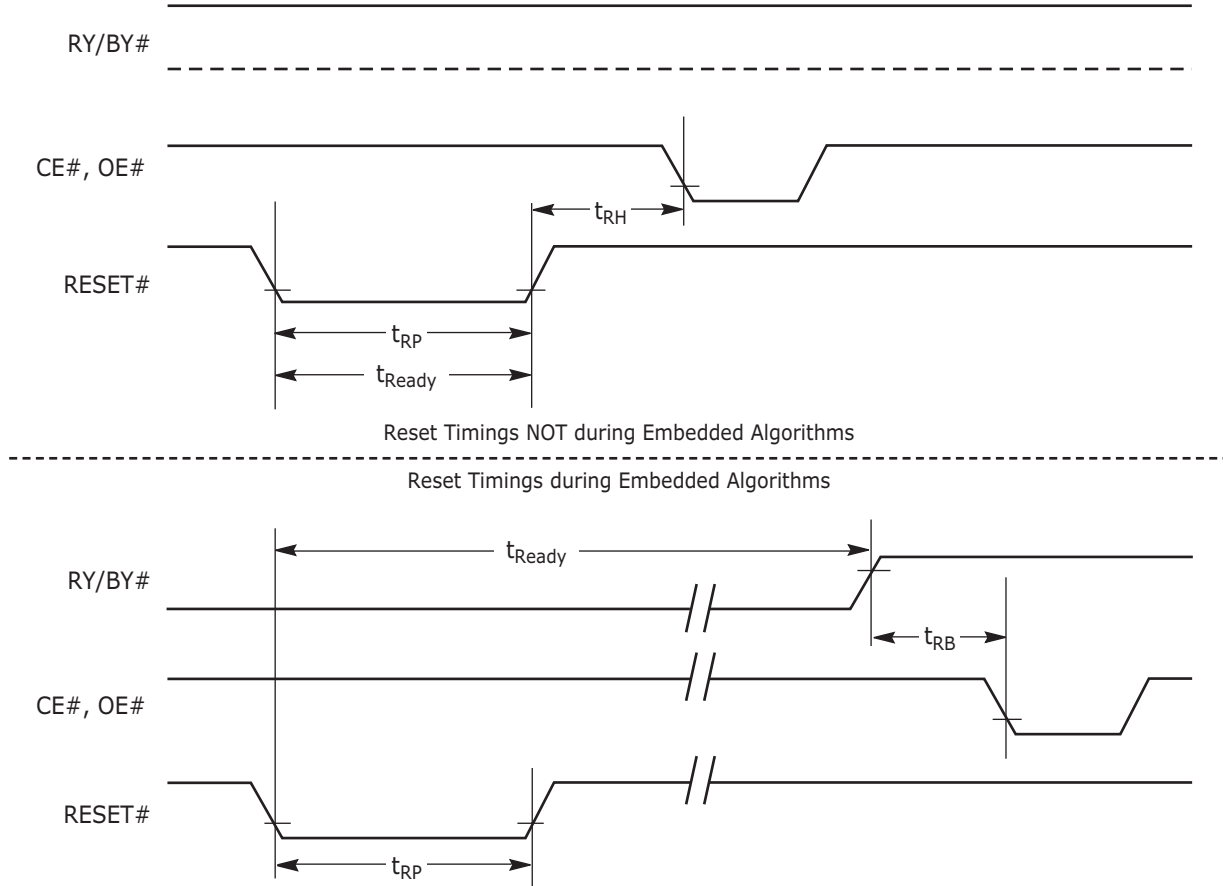 RY/BY#
CE#, OE#
tRH
RESET#
tRP
tReady
Reset Timings NOT during Embedded Algorithms
Reset Timings during Embedded Algorithms
tReady
RY/BY#
tRB
CE#, OE#
RESET#
tRP